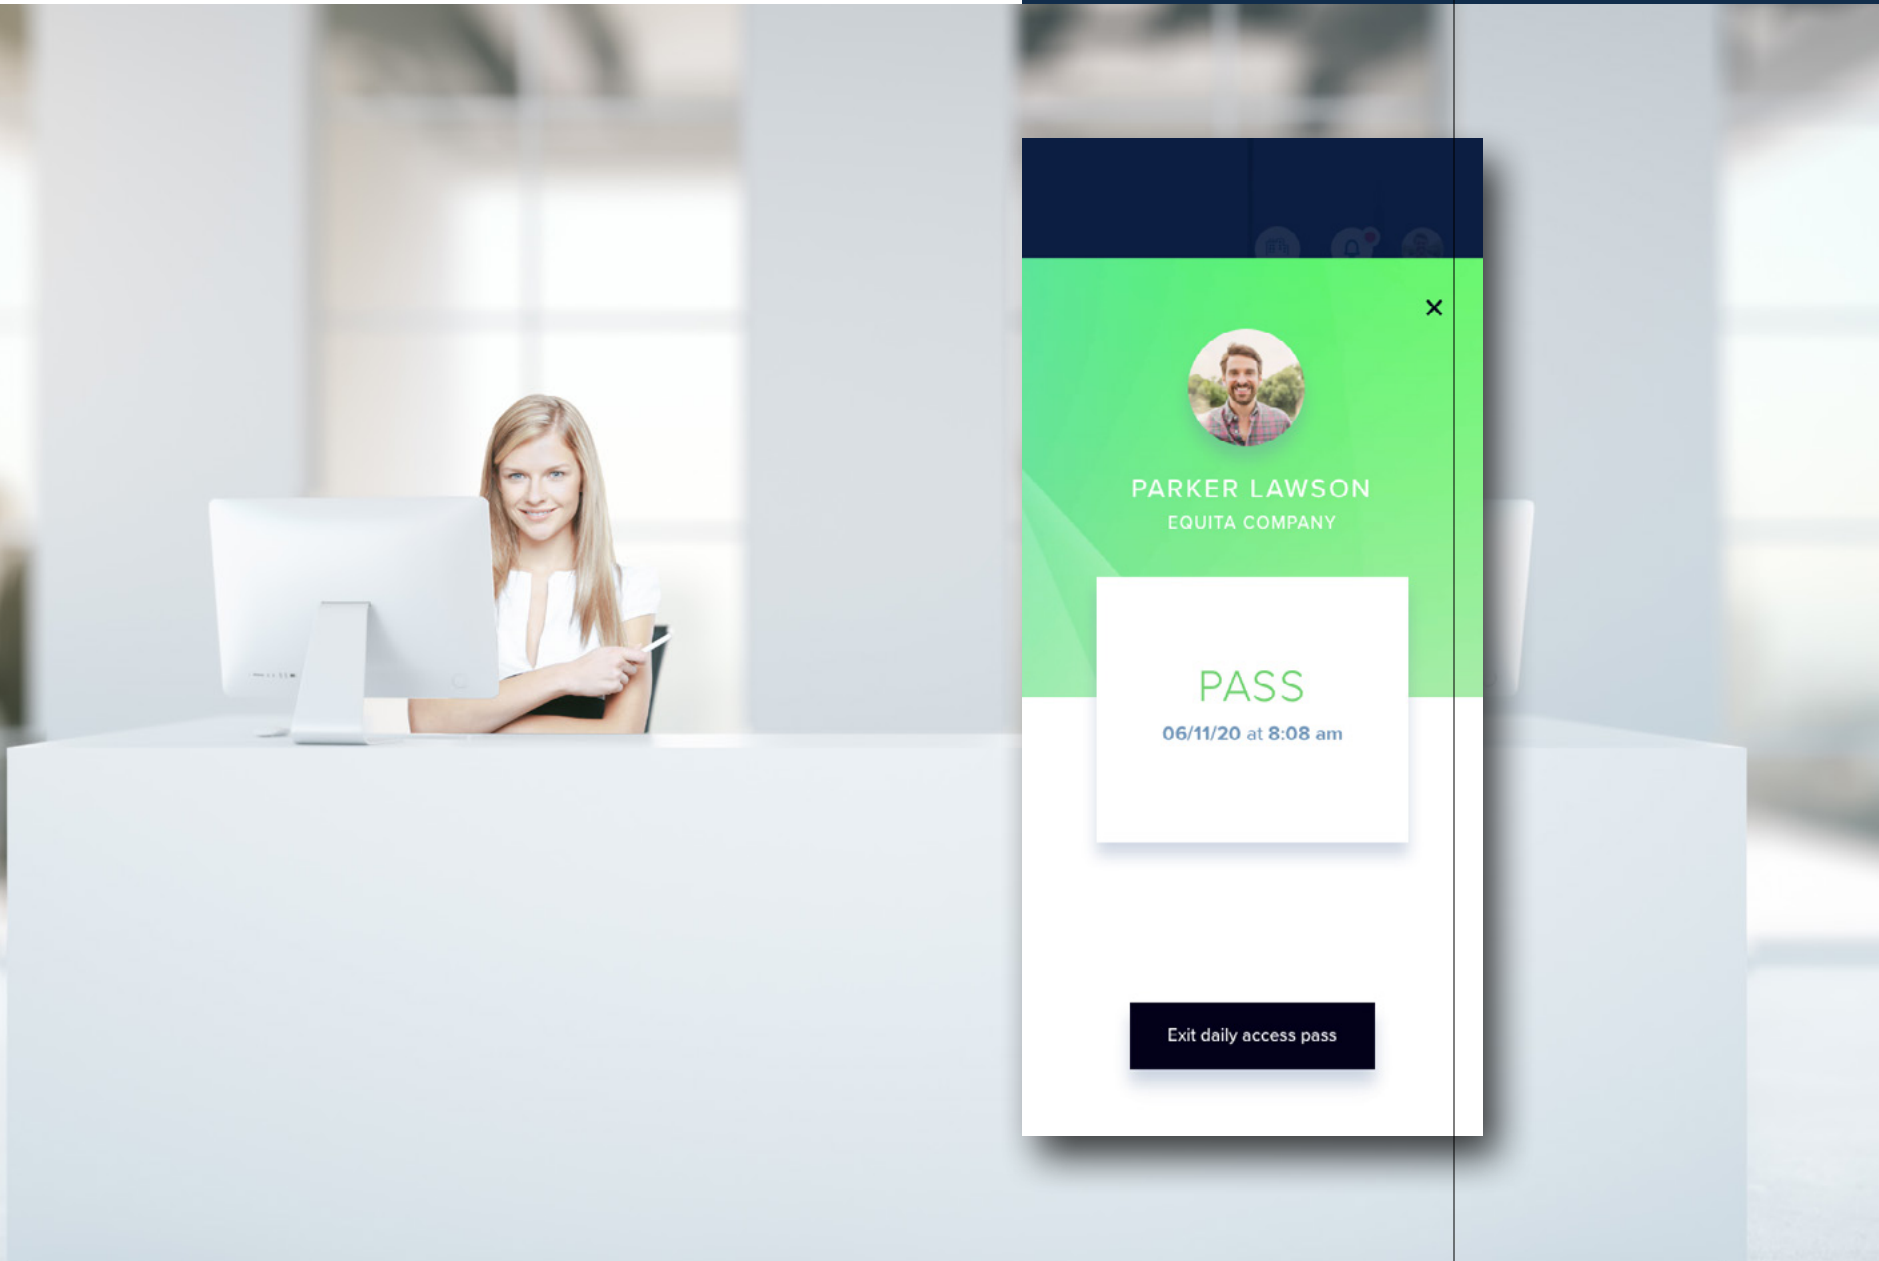 PARKER LAWSON
EQUITA COMPANY
PASS
06/11/20 at 8:08 am
Exit daily access pass